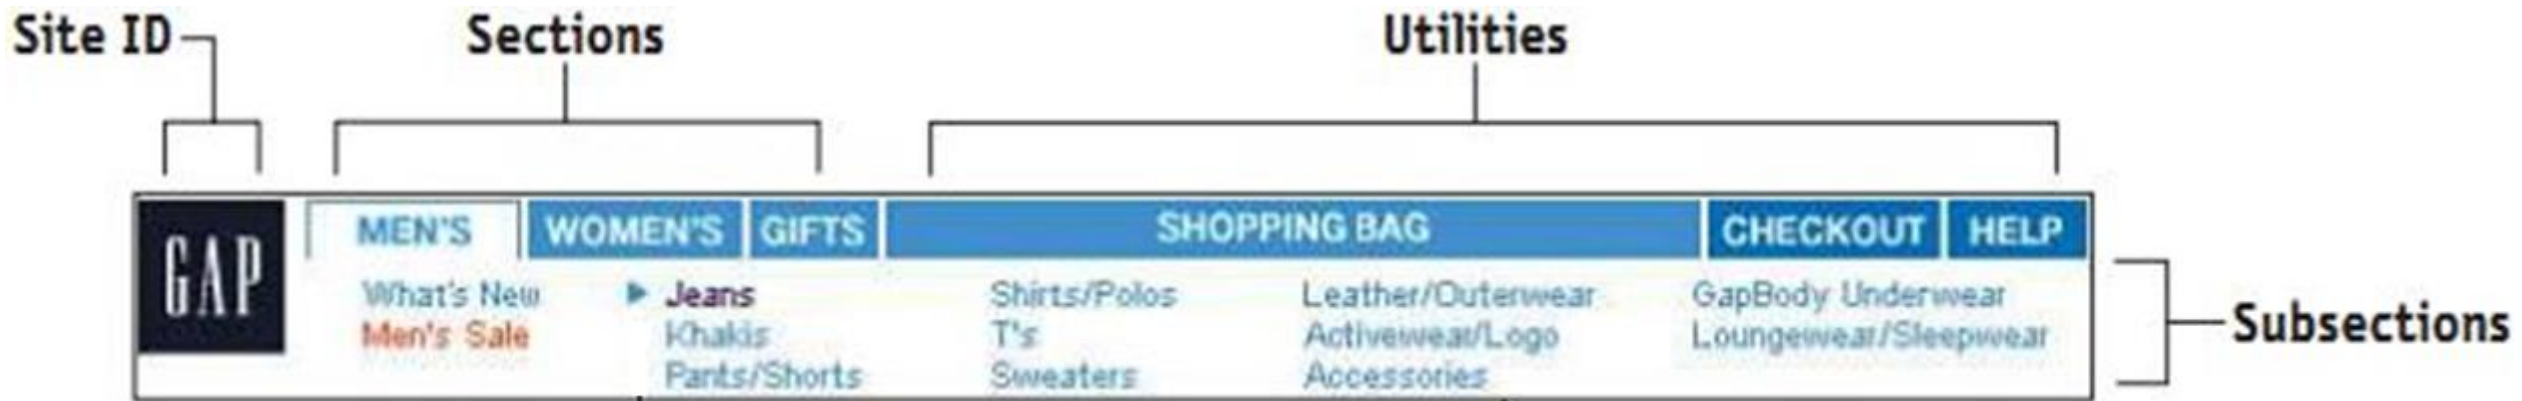 Site ID Sections Utilities
GAP MEN'S WOMEN'S GIFTS SHOPPING BAG CHECKOUT HELP
What's New Jeans Shirts/Polos Leather/Outerwear GapBody Underwear
Men's Sale Khakis T's Activewear/Logo Loungewear/Sleepwear
Subsections
Pants/Shorts Sweaters Accessories